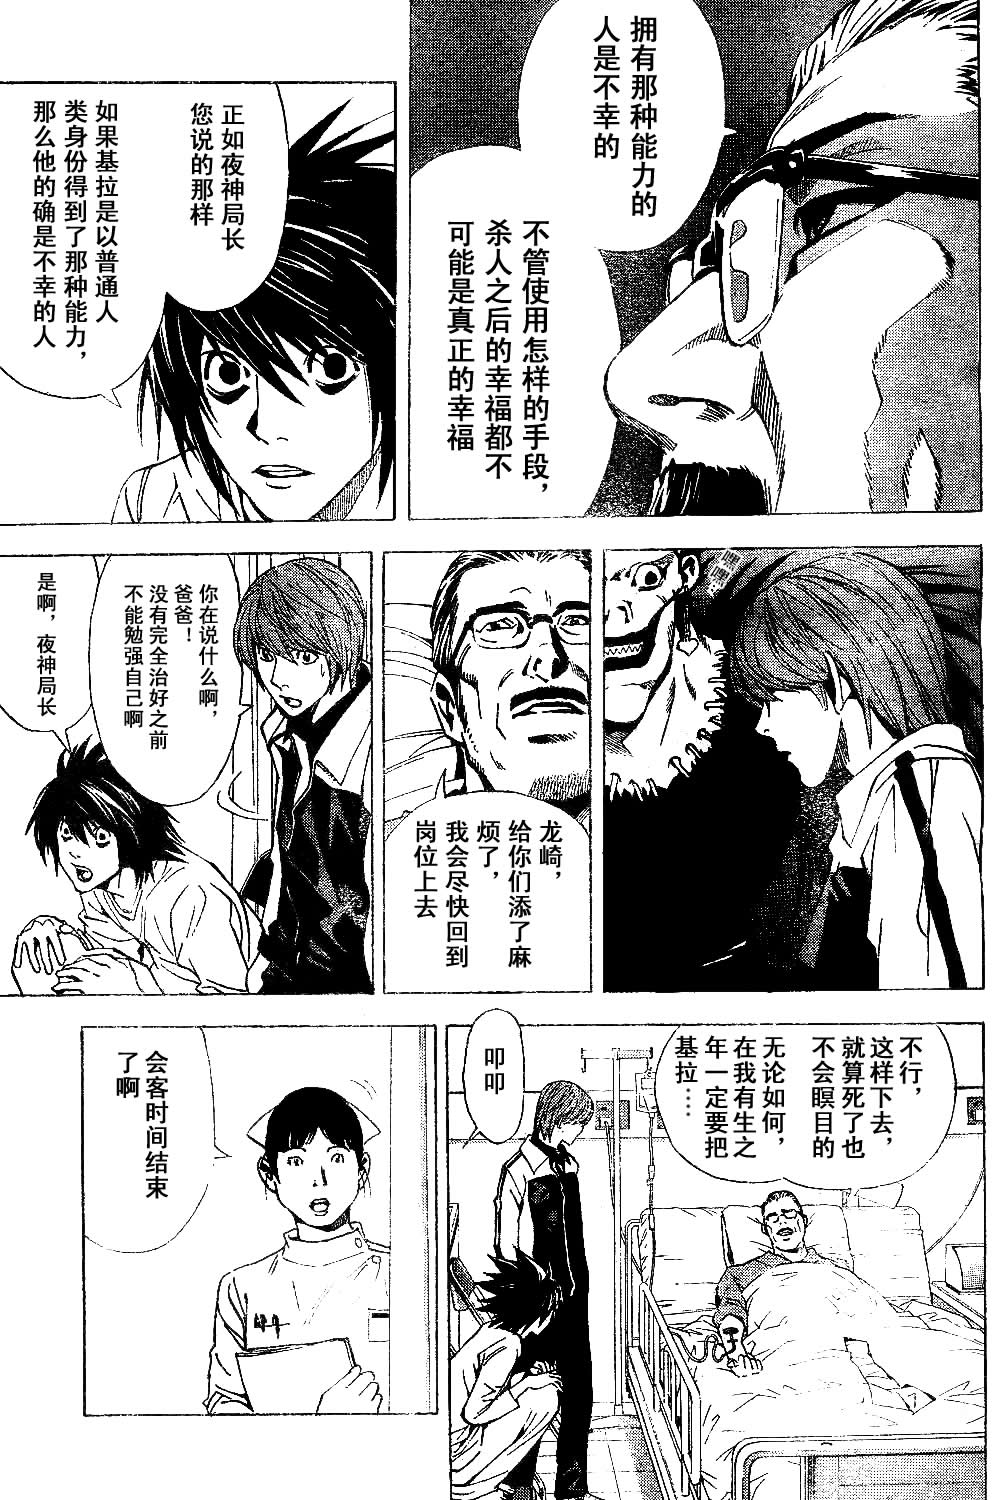 拥有那种能力的
人是不幸的
不管使用怎样的手段，
杀人之后的幸福都不
可能是真正的幸福
正如夜神局长
您说的那样
如果基拉是以普通人
类身份得到了那种能力，
那么他的确是不幸的人
龙崎，
给你们添了麻
烦了，
我会尽快回到
岗位上去
你在说什么啊，
爸爸！
没有完全治好之前
不能勉强自己啊
是啊，夜神局长
不行，
这样下去，
就算死了也
不会瞑目的
无论如何，
在我有生之
年一定要把
基拉……
叩叩
会客时间结束
了啊